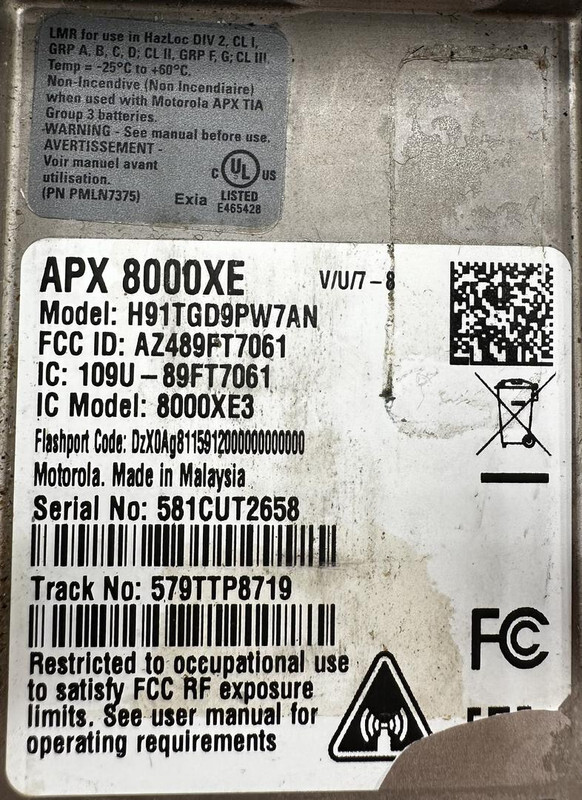 LMR for use in HazLoc DIV 2, CL I,
GRP A, B, C, D; CL II, GRP F, G; CL III.
Temp = -25°C to +60°C.
Non-Incendive (Non Incendiaire)
when used with Motorola APX TIA
Group 3 batteries.
-WARNING - See manual before use.
AVERTISSEMENT -
Voir manuel avant
utilisation.
(PN PMLN7375)
Exia
C UL US
LISTED
E465428
APX 8000XE V/U/7-8
Model: H91TGD9PW7AN
FCC ID: AZ489FT7061
IC: 109U-89FT7061
IC Model: 8000XE3
Flashport Code: DzX0Ag8115912000000000000
Motorola. Made in Malaysia
Serial No: 581CUT2658
Track No: 579TTP8719
Restricted to occupational use
to satisfy FCC RF exposure
limits. See user manual for
operating requirements
FC